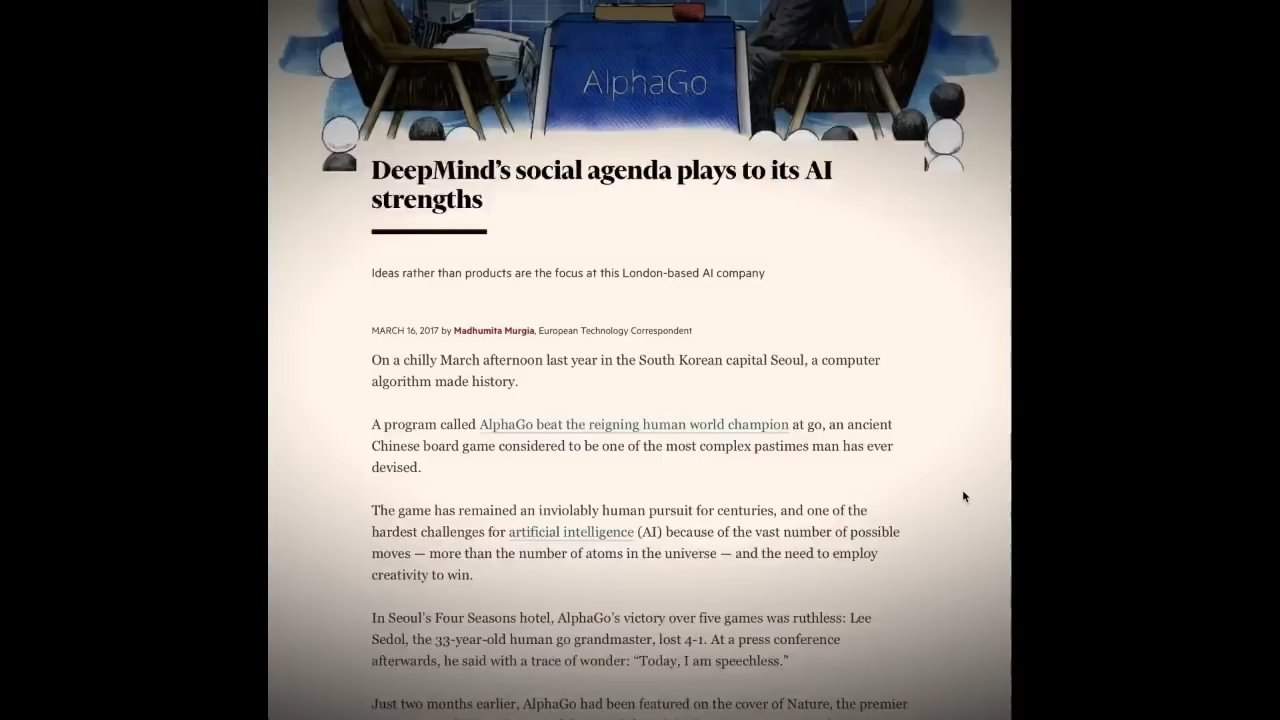 AlphaGo
DeepMind’s social agenda plays to its AI
strengths
Ideas rather than products are the focus at this London-based AI company
MARCH 16, 2017 by Madhumita Murgia, European Technology Correspondent
On a chilly March afternoon last year in the South Korean capital Seoul, a computer
algorithm made history.
A program called AlphaGo beat the reigning human world champion at go, an ancient
Chinese board game considered to be one of the most complex pastimes man has ever
devised.
The game has remained an inviolably human pursuit for centuries, and one of the
hardest challenges for artificial intelligence (AI) because of the vast number of possible
moves — more than the number of atoms in the universe — and the need to employ
creativity to win.
In Seoul’s Four Seasons hotel, AlphaGo’s victory over five games was ruthless: Lee
Sedol, the 33-year-old human go grandmaster, lost 4-1. At a press conference
afterwards, he said with a trace of wonder: “Today, I am speechless.”
Just two months earlier, AlphaGo had been featured on the cover of Nature, the premier